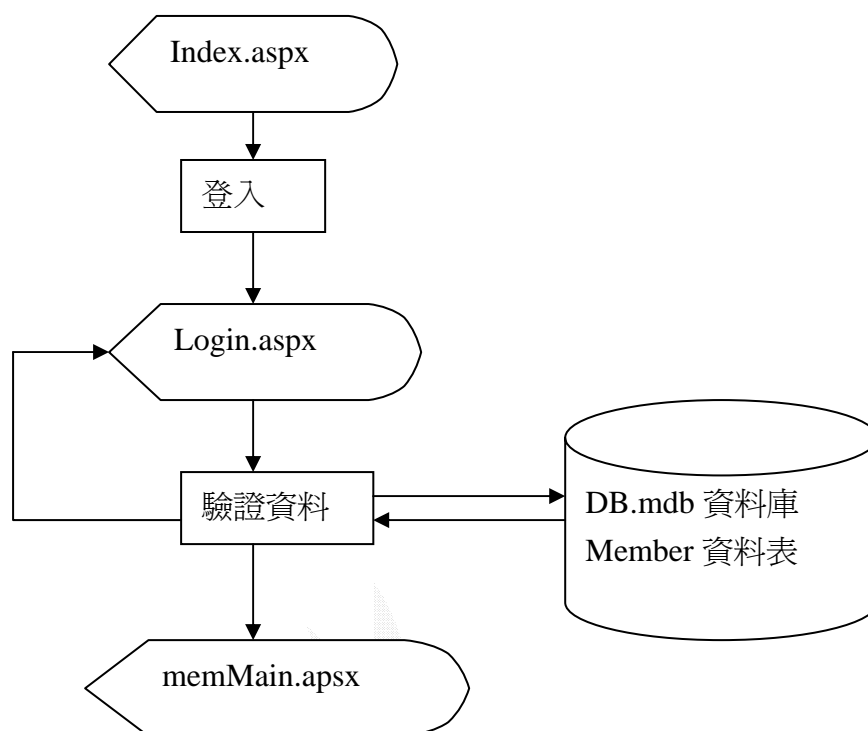 Index.aspx
登入
Login.aspx
驗證資料
DB.mdb 資料庫
Member 資料表
memMain.apsx